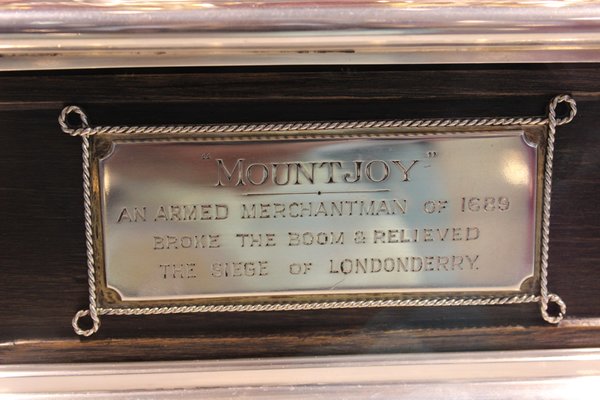 "MOUNTJOY"
AN ARMED MERCHANTMAN OF 1689
BROKE THE BOOM & RELIEVED
THE SIEGE OF LONDONDERRY.